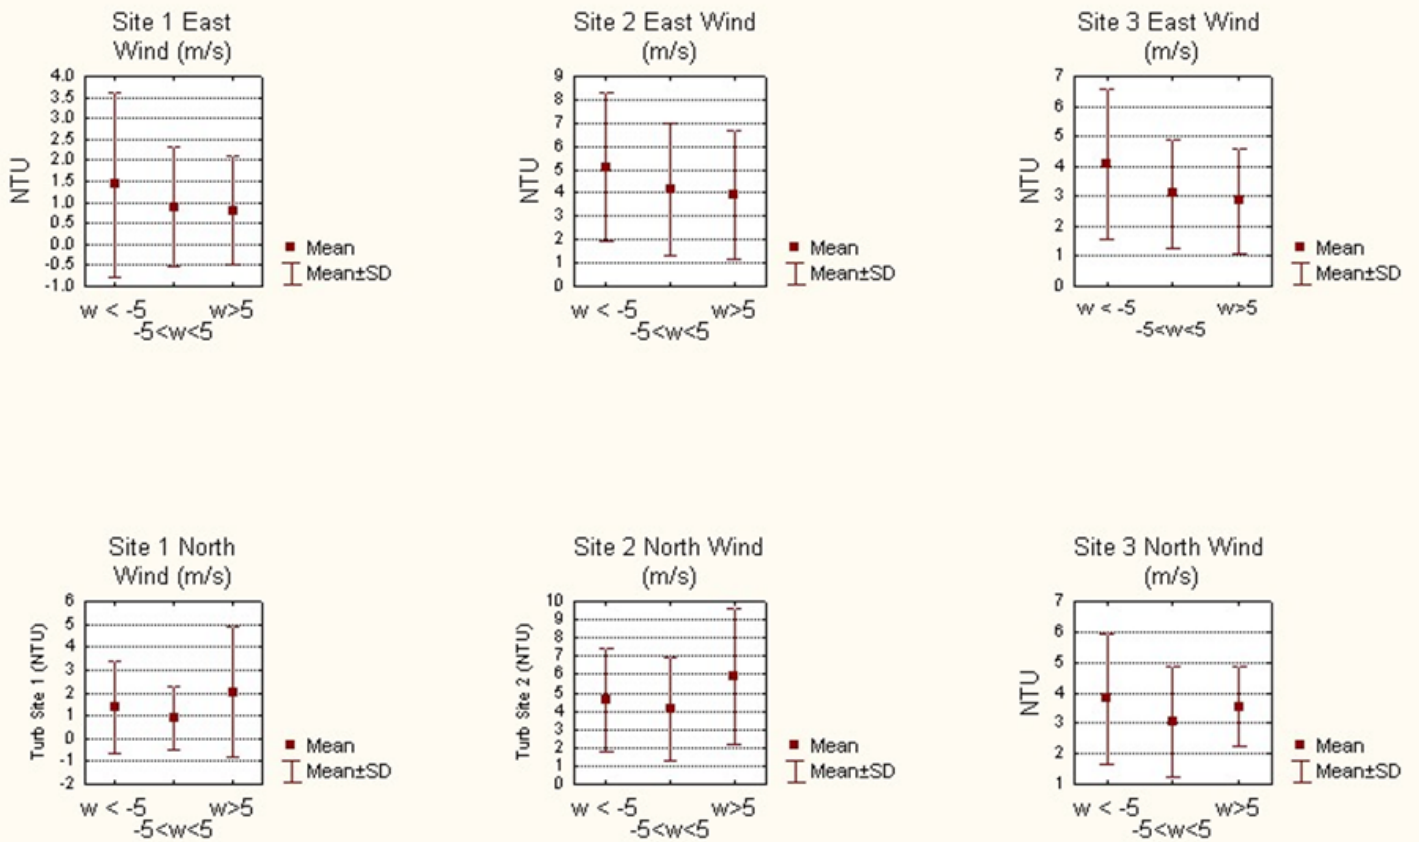 Site 1 East
Wind (m/s)
4.0
3.5
3.0
2.5
2.0
1.5
1.0
0.5
0.0
-0.5
-1.0
NTU
w < -5
-5<w<5
w>5
Mean
Mean±SD
Site 2 East Wind
(m/s)
9
8
7
6
5
4
3
2
1
0
NTU
w < -5
-5<w<5
w>5
Mean
Mean±SD
Site 3 East Wind
(m/s)
7
6
5
4
3
2
1
0
NTU
w < -5
-5<w<5
w>5
Mean
Mean±SD
Site 1 North
Wind (m/s)
6
5
4
3
2
1
0
-1
-2
Turb Site 1 (NTU)
w < -5
-5<w<5
w>5
Mean
Mean±SD
Site 2 North Wind
(m/s)
10
9
8
7
6
5
4
3
2
1
0
Turb Site 2 (NTU)
w < -5
-5<w<5
w>5
Mean
Mean±SD
Site 3 North Wind
(m/s)
7
6
5
4
3
2
1
NTU
w < -5
-5<w<5
w>5
Mean
Mean±SD